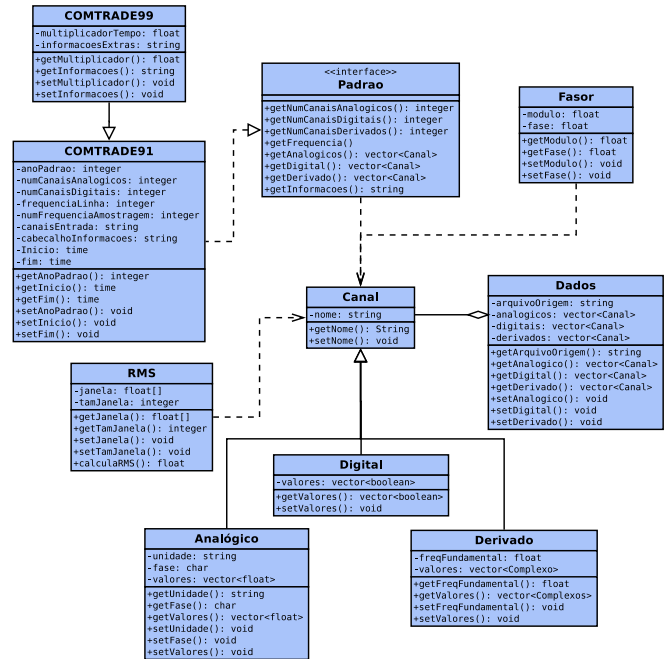 COMTRADE99
-multiplicadorTempo: float
-informacoesExtras: string
+getMultiplicador(): float
+getInformacoes(): string
+setMultiplicador(): void
+setInformacoes(): void
COMTRADE91
-anoPadrao: integer
-numCanaisAnalogicos: integer
-numCanaisDigitais: integer
-frequenciaLinha: integer
-numFrequenciaAmostragem: integer
-canaisEntrada: string
-cabecalhoInformacoes: string
-Inicio: time
-fim: time
+getAnoPadrao(): integer
+getInicio(): time
+getFim(): time
+setAnoPadrao(): void
+setInicio(): void
+setFim(): void
<<interface>>
Padrao
+getNumCanaisAnalogicos(): integer
+getNumCanaisDigitais(): integer
+getNumCanaisDerivados(): integer
+getFrequencia()
+getAnalogicos(): vector<Canal>
+getDigital(): vector<Canal>
+getDerivado(): vector<Canal>
+getInformacoes(): string
Fasor
-modulo: float
-fase: float
+getModulo(): float
+getFase(): float
+setModulo(): void
+setFase(): void
Canal
-nome: string
+getNome(): String
+setNome(): void
Dados
-arquivoOrigem: string
-analogicos: vector<Canal>
-digitais: vector<Canal>
-derivados: vector<Canal>
+getArquivoOrigem(): string
+getAnalogico(): vector<Canal>
+getDigital(): vector<Canal>
+getDerivado(): vector<Canal>
+setAnalogico(): void
+setDigital(): void
+setDerivado(): void
RMS
-janela: float[]
-tamJanela: integer
+getJanela(): float[]
+getTamJanela(): integer
+setJanela(): void
+setTamJanela(): void
+calculaRMS(): float
Digital
-valores: vector<boolean>
+getValores(): vector<boolean>
+setValores(): void
Analógico
-unidade: string
-fase: char
-valores: vector<float>
+getUnidade(): string
+getFase(): char
+getValores(): vector<float>
+setUnidade(): void
+setFase(): void
+setValores(): void
Derivado
-freqFundamental: float
-valores: vector<Complexo>
+getFreqFundamental(): float
+getValores(): vector<Complexos>
+setFreqFundamental(): void
+setValores(): void